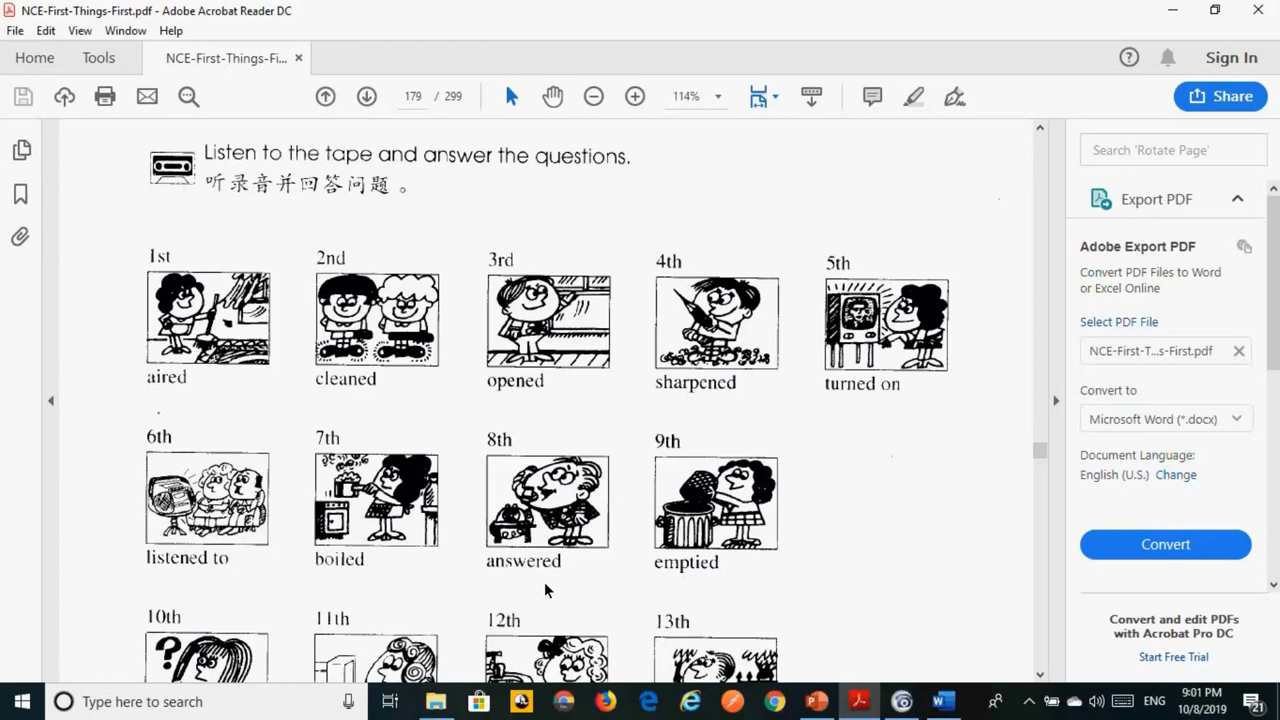 NCE-First-Things-First.pdf - Adobe Acrobat Reader DC
File Edit View Window Help
Home Tools NCE-First-Things-Fi... Sign In
179 / 299 114% Share
Listen to the tape and answer the questions.
听录音并回答问题。
1st 2nd 3rd 4th 5th
aired cleaned opened sharpened turned on
6th 7th 8th 9th
listened to boiled answered emptied
10th 11th 12th 13th
?
Search 'Rotate Page'
Export PDF
Adobe Export PDF
Convert PDF Files to Word
or Excel Online
Select PDF File
NCE-First-T...s-First.pdf
Convert to
Microsoft Word (*.docx)
Document Language:
English (U.S.) Change
Convert
Convert and edit PDFs
with Acrobat Pro DC
Start Free Trial
Type here to search
ENG
9:01 PM
10/8/2019
21